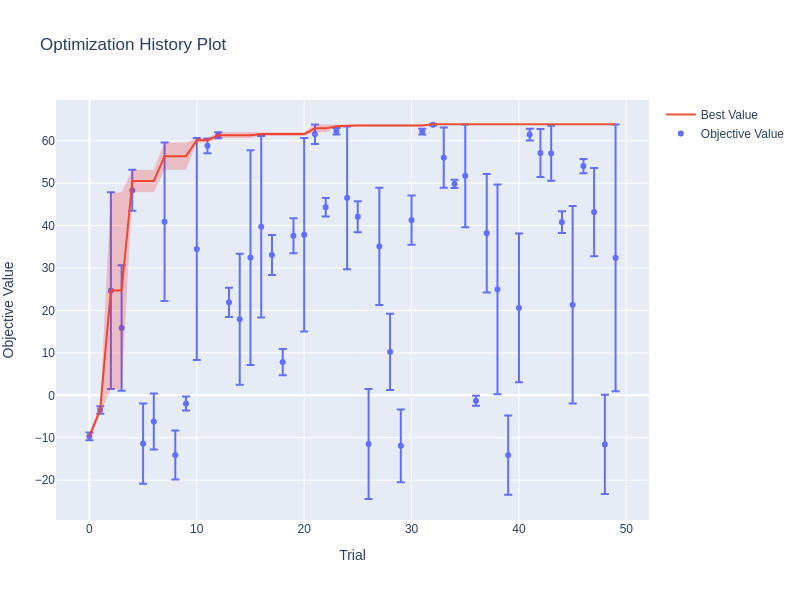 Optimization History Plot
Best Value
Objective Value
60
50
40
30
20
10
0
−10
−20
Objective Value
0 10 20 30 40 50
Trial